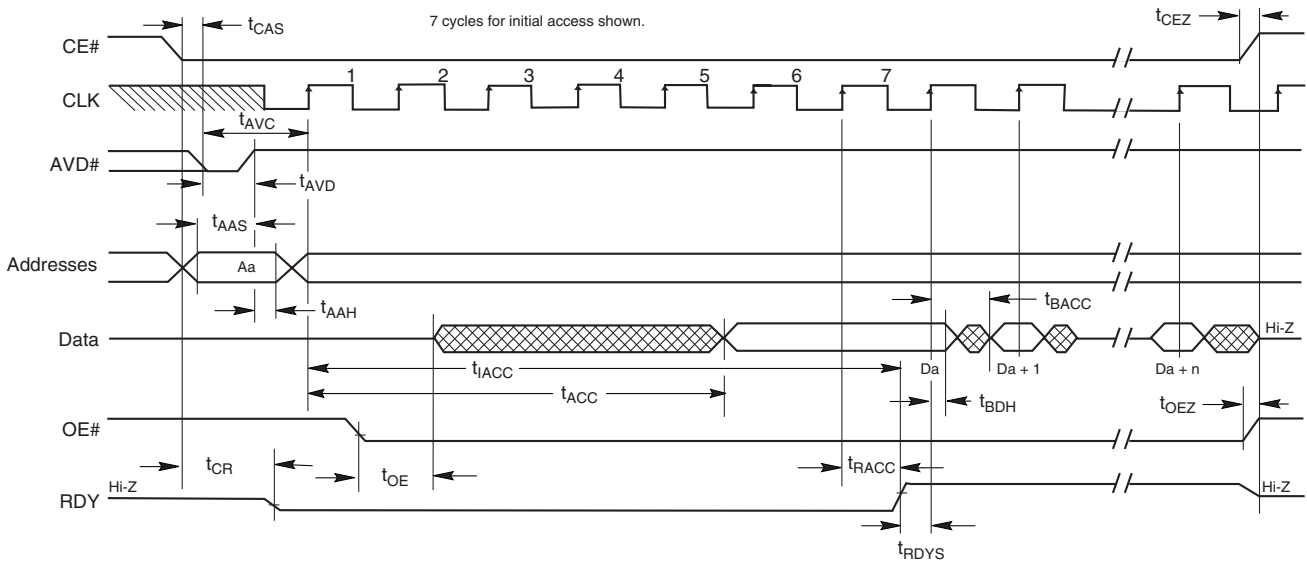 7 cycles for initial access shown.
tCAS
tCEZ
CE#
1 2 3 4 5 6 7
CLK
tAVC
AVD#
tAVD
tAAS
Addresses
Aa
tAAH
tBACC
Data
Hi-Z
tIACC
Da
Da + 1
Da + n
tACC
tBDH
tOEZ
OE#
tCR
tOE
tRACC
Hi-Z
Hi-Z
RDY
tRDYS